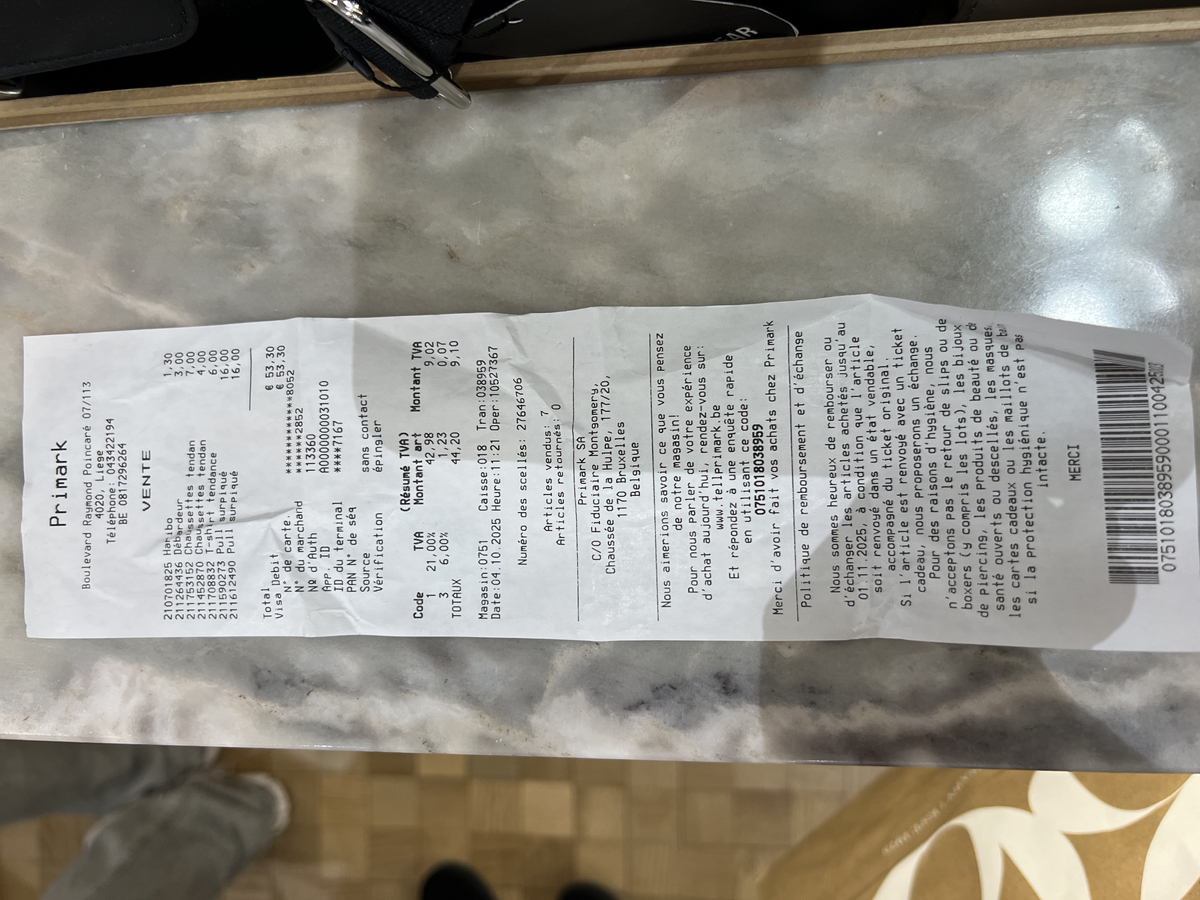 EAR
Primark
Boulevard Raymond Poincaré 07/113
4020, Liege
Téléphone: 043422194
BE 0817296264
VENTE
210701825 Haribo 1,30
211264436 Débardeur 3,00
211753152 Chaussettes tendan 7,00
211452870 Chaussettes tendan 4,00
211708832 T-shirt tendance 6,00
211590273 Pull surpiqué 16,00
211612490 Pull surpiqué 16,00
Total € 53,30
Visa Debit € 53,30
N° de carte. ************8052
N° du marchand *****2852
Nº d'Auth 113360
App. ID A0000000031010
ID du terminal ****7167
PAN N° de séq
Source sans contact
Vérification épingler
(Résumé TVA)
Code TVA Montant art Montant TVA
1 21,00% 42,98 9,02
3 6,00% 1,23 0,07
TOTAUX 44,20 9,10
Magasin:0751 Caisse:018 Tran:038959
Date:04.10.2025 Heure:11:21 Oper:10527367
Numéro des scellés: 27646706
Articles vendus: 7
Articles retournés: 0
Primark SA
C/O Fiduciaire Montgomery,
Chaussée de la Hulpe, 177/20,
1170 Bruxelles
Belgique
Nous aimerions savoir ce que vous pensez
de notre magasin!
Pour nous parler de votre expérience
d'achat aujourd'hui, rendez-vous sur:
www.tellprimark.be
Et répondez à une enquête rapide
en utilisant ce code:
075101803895​9
Merci d'avoir fait vos achats chez Primark
Politique de remboursement et d'échange
Nous sommes heureux de rembourser ou
d'échanger les articles achetés jusqu'au
01.11.2025, à condition que l'article
soit renvoyé dans un état vendable,
accompagné du ticket original.
Si l'article est renvoyé avec un ticket
cadeau, nous proposerons un échange.
Pour des raisons d'hygiène, nous
n'acceptons pas le retour de slips ou de
boxers (y compris les lots), les bijoux
de piercing, les produits de beauté ou de
santé ouverts ou descellés, les masques,
les cartes cadeaux ou les maillots de
si la protection hygiénique n'est pas
intacte.
MERCI